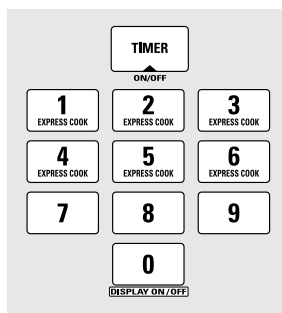 TIMER
ON/OFF
1 2 3
EXPRESS COOK EXPRESS COOK EXPRESS COOK
4 5 6
EXPRESS COOK EXPRESS COOK EXPRESS COOK
7 8 9
0
DISPLAY ON/OFF